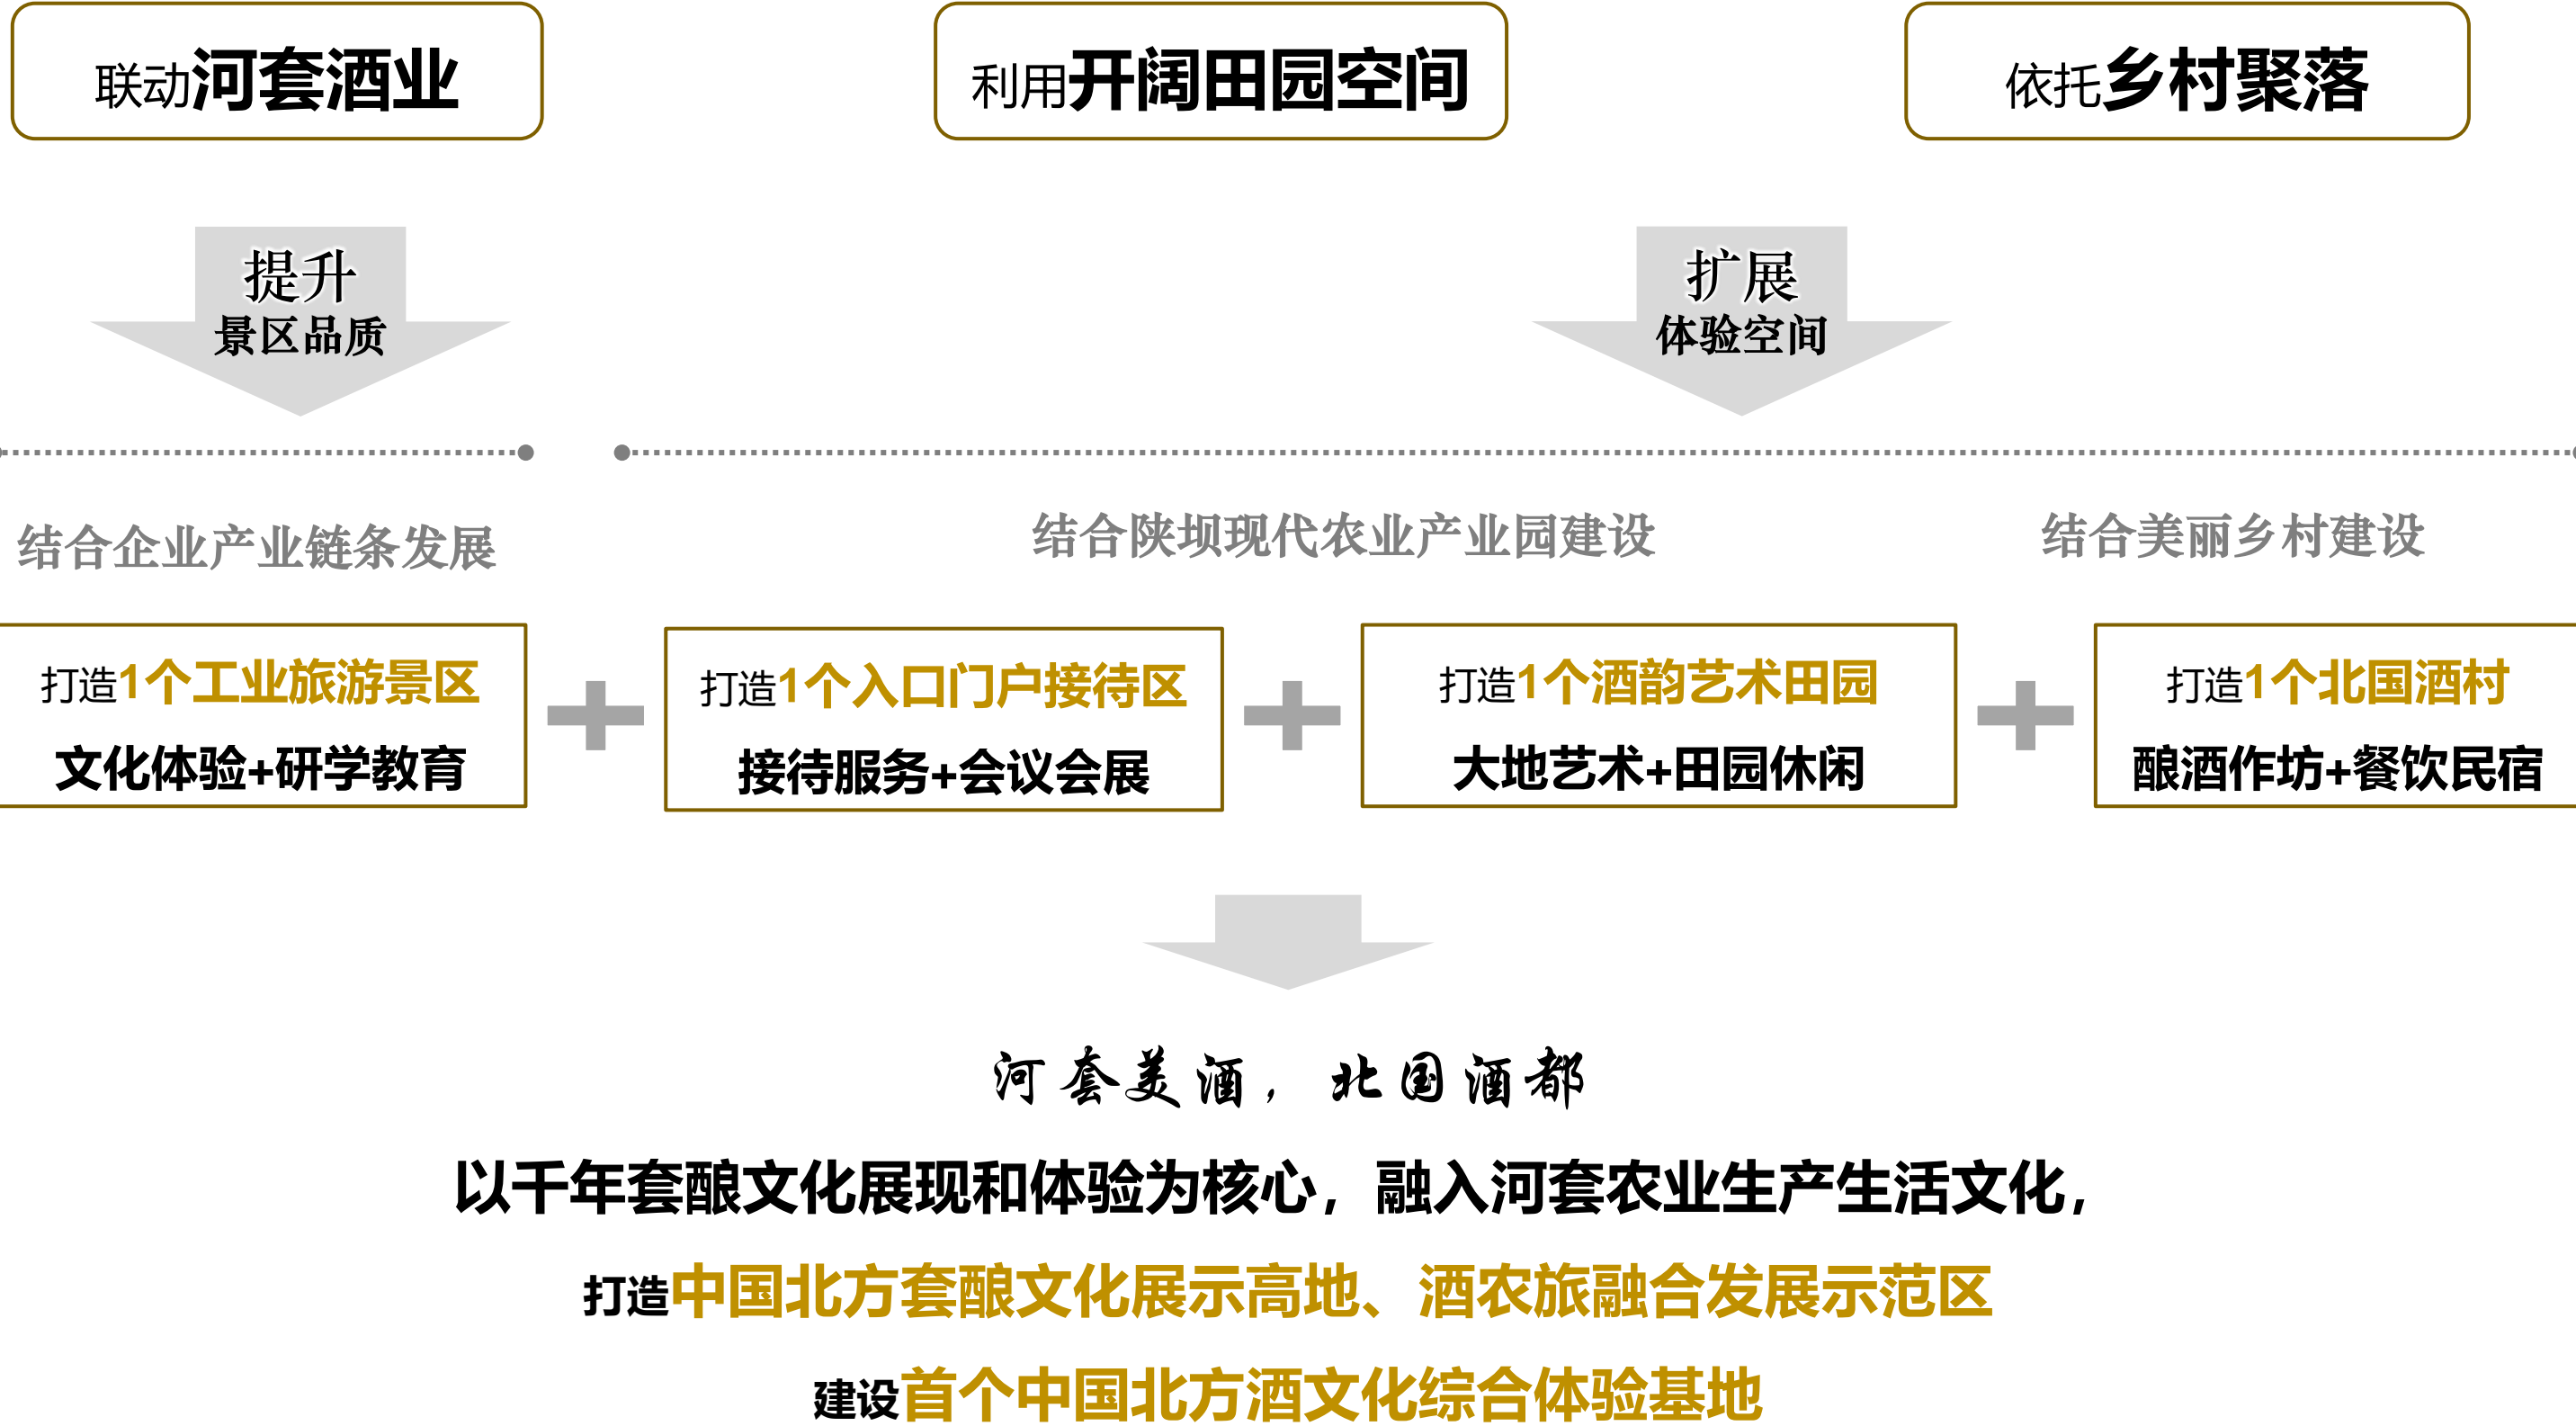 联动河套酒业
利用开阔田园空间
依托乡村聚落
提升
景区品质
扩展
体验空间
结合企业产业链条发展
结合陕坝现代农业产业园建设
结合美丽乡村建设
打造1个工业旅游景区
文化体验+研学教育
打造1个入口门户接待区
接待服务+会议会展
打造1个酒韵艺术田园
大地艺术+田园休闲
打造1个北国酒村
酿酒作坊+餐饮民宿
河套美酒，北国酒都
以千年套酿文化展现和体验为核心，融入河套农业生产生活文化，
打造中国北方套酿文化展示高地、酒农旅融合发展示范区
建设首个中国北方酒文化综合体验基地